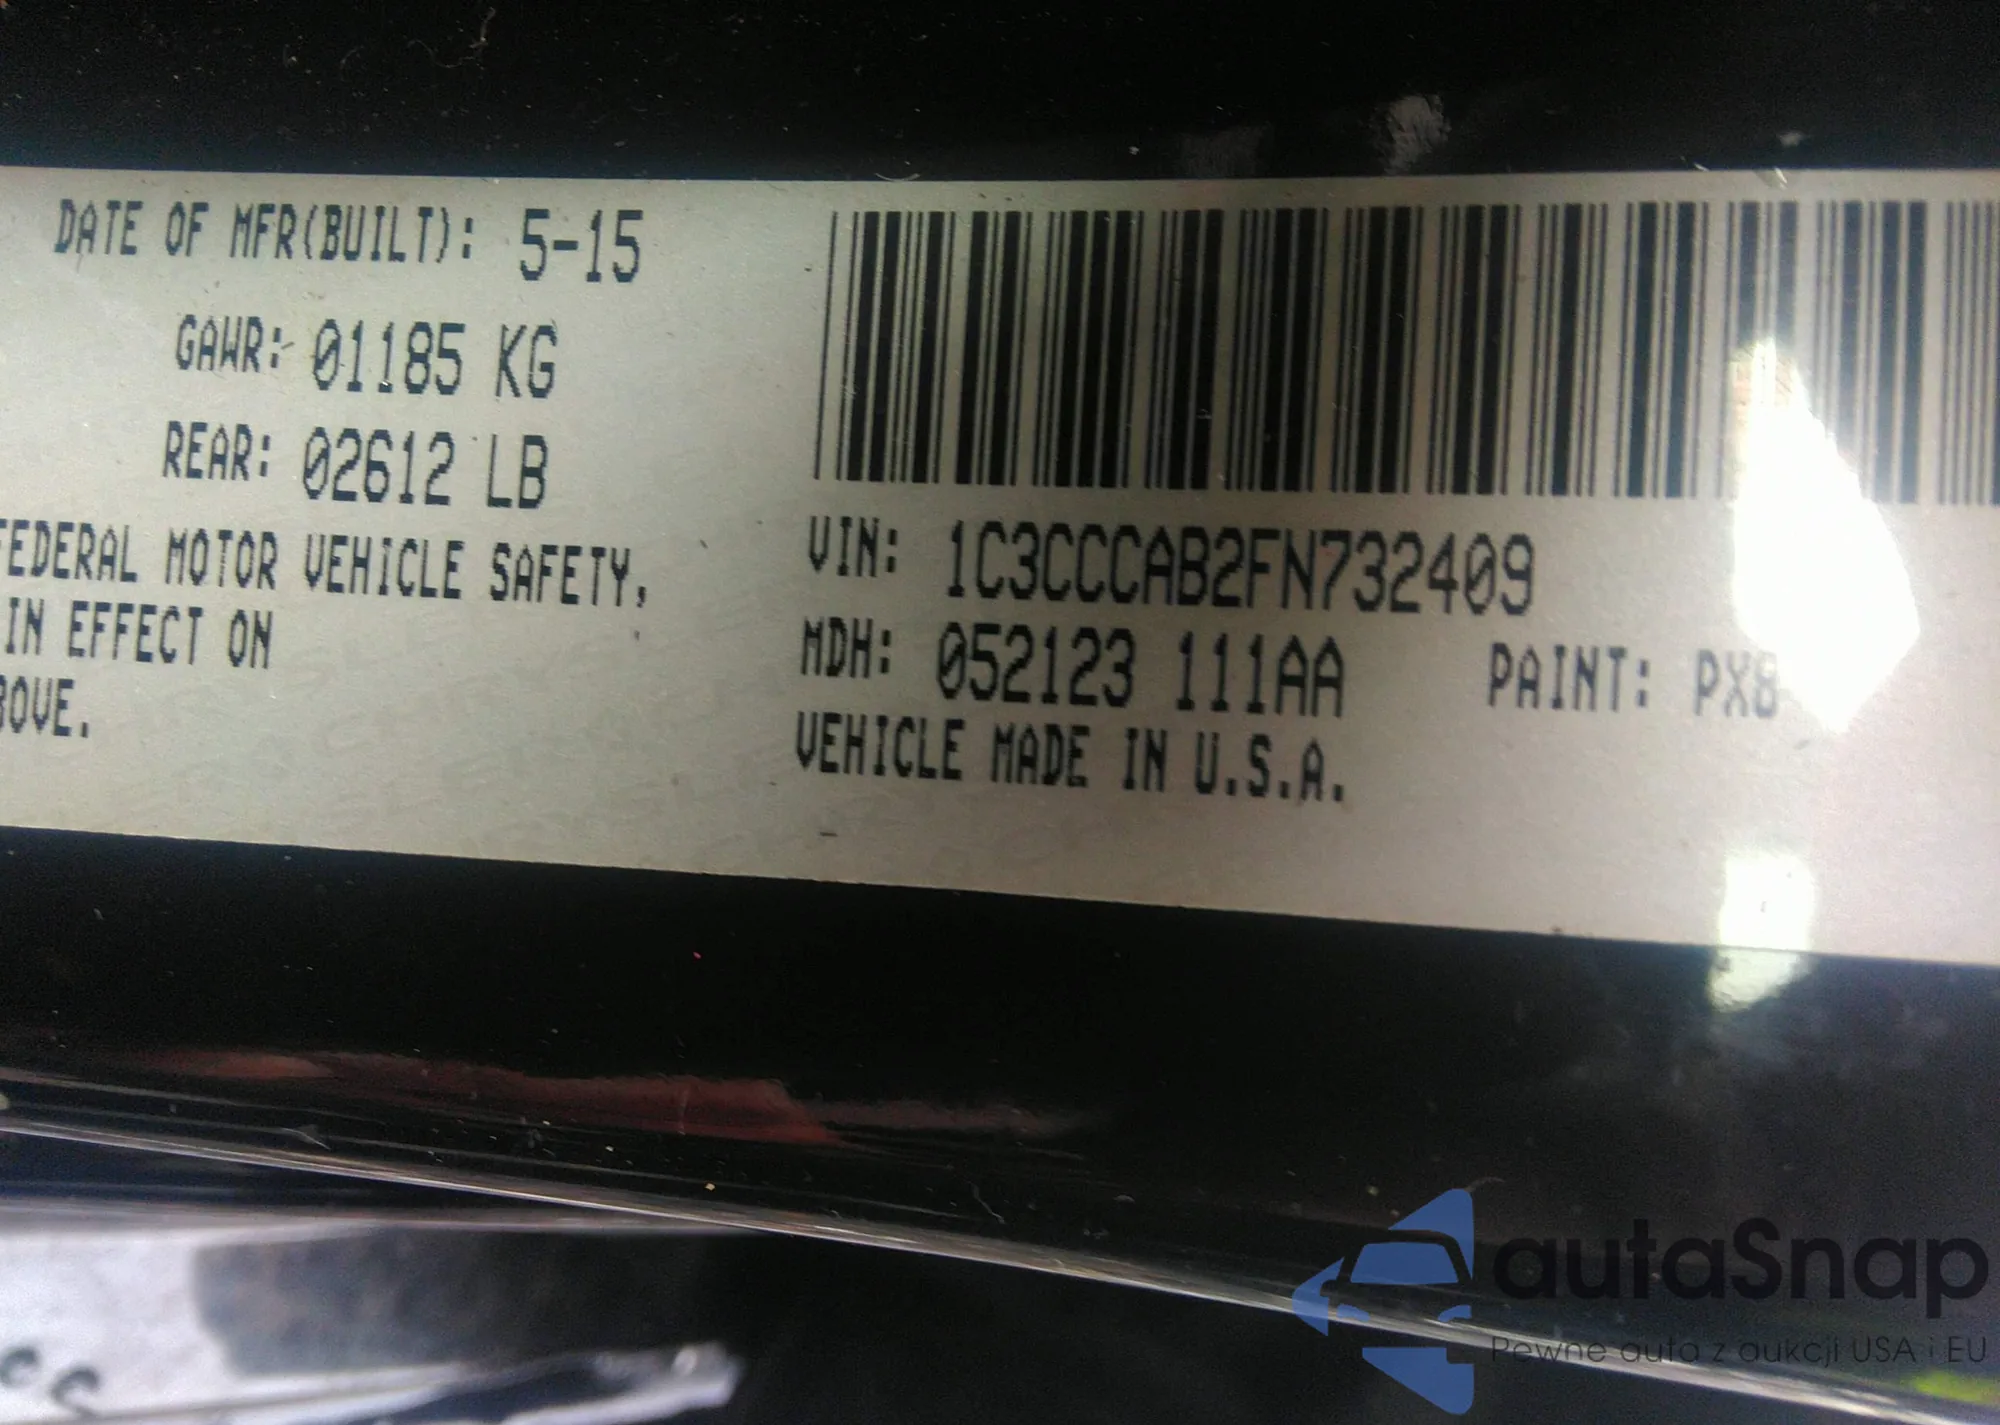 DATE OF MFR(BUILT): 5-15
GAWR: 01185 KG
REAR: 02612 LB
FEDERAL MOTOR VEHICLE SAFETY,
IN EFFECT ON
BOVE.
VIN: 1C3CCCAB2FN732409
MDH: 052123 111AA PAINT: PX8
VEHICLE MADE IN U.S.A.
autaSnap
Pewne auta z aukcji USA i EU